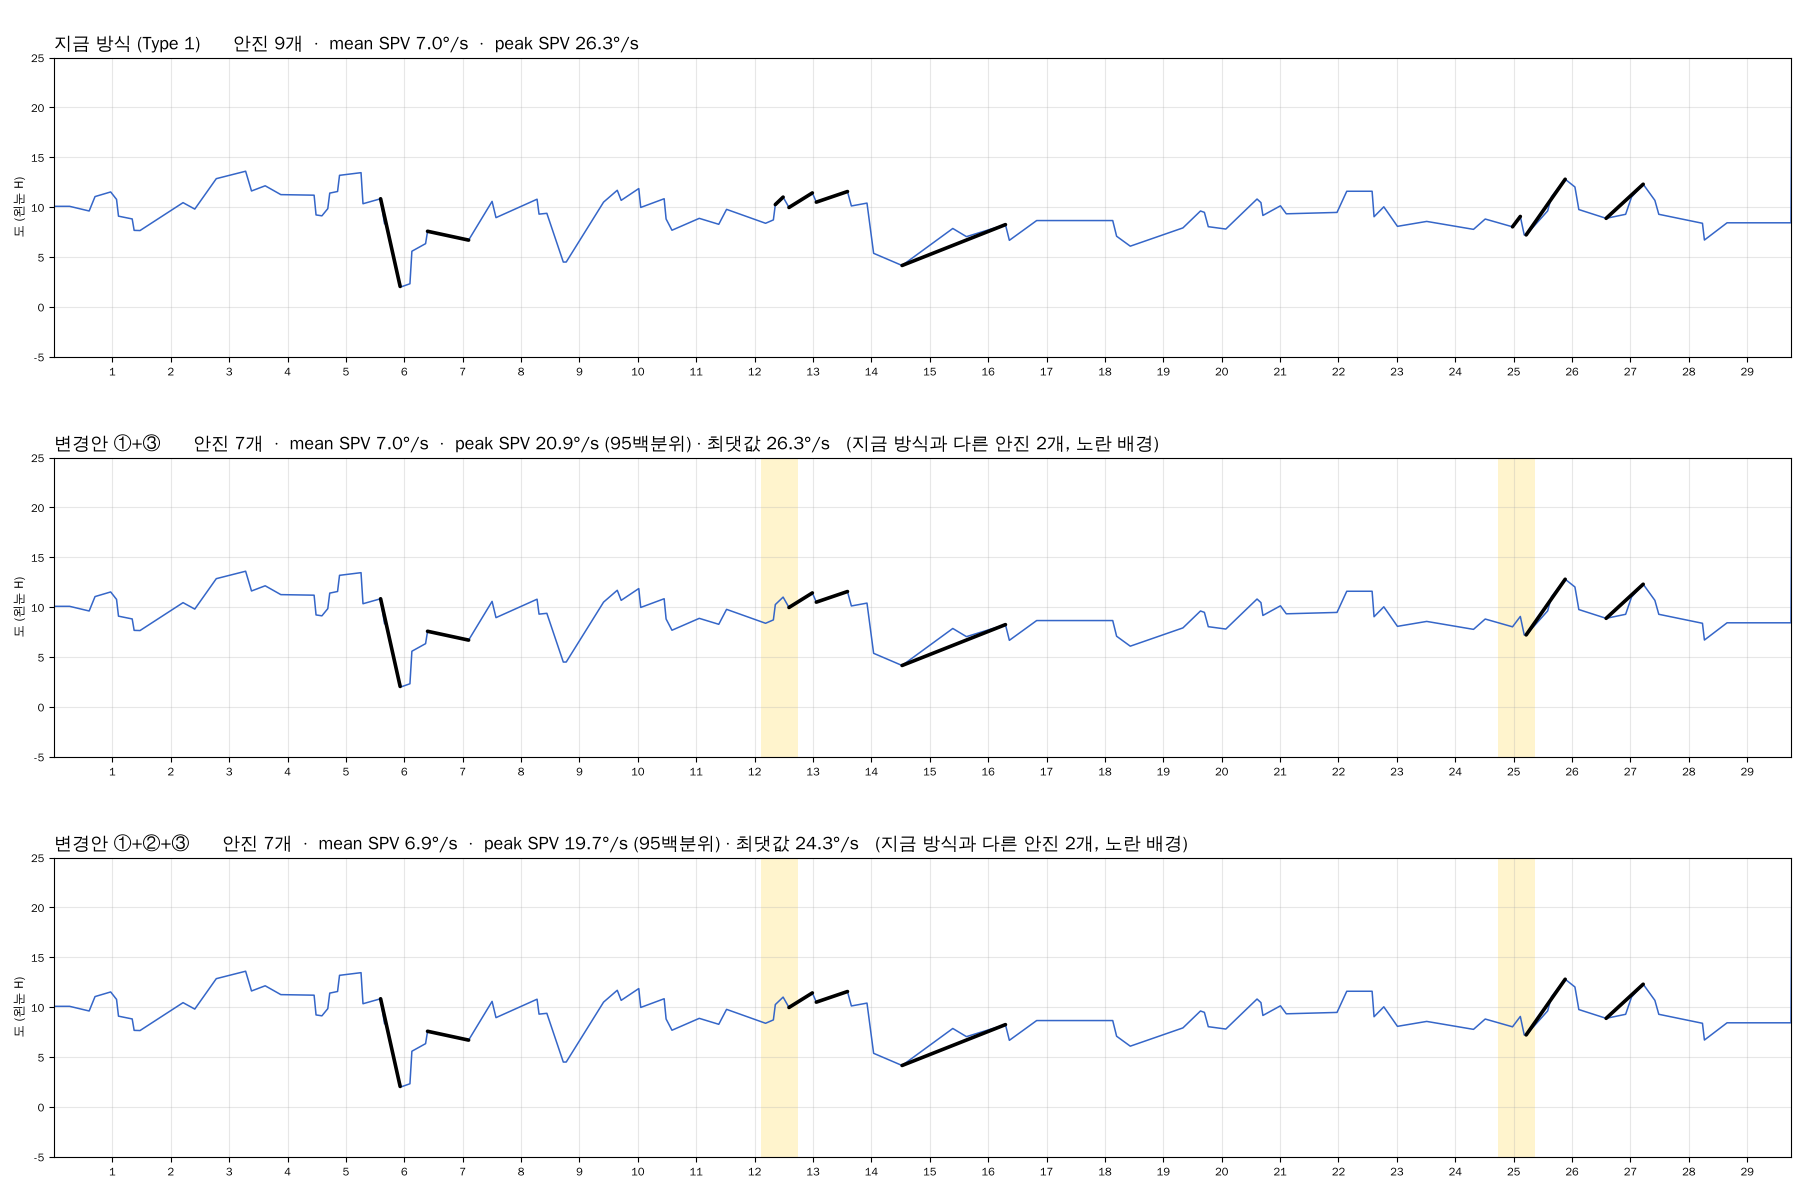 지금 방식 (Type 1) 안진 9개 · mean SPV 7.0°/s · peak SPV 26.3°/s
25
20
15
10
5
0
-5
도 (왼눈 H)
1 2 3 4 5 6 7 8 9 10 11 12 13 14 15 16 17 18 19 20 21 22 23 24 25 26 27 28 29
변경안 ①+③ 안진 7개 · mean SPV 7.0°/s · peak SPV 20.9°/s (95백분위) · 최댓값 26.3°/s (지금 방식과 다른 안진 2개, 노란 배경)
25
20
15
10
5
0
-5
도 (왼눈 H)
1 2 3 4 5 6 7 8 9 10 11 12 13 14 15 16 17 18 19 20 21 22 23 24 25 26 27 28 29
변경안 ①+②+③ 안진 7개 · mean SPV 6.9°/s · peak SPV 19.7°/s (95백분위) · 최댓값 24.3°/s (지금 방식과 다른 안진 2개, 노란 배경)
25
20
15
10
5
0
-5
도 (왼눈 H)
1 2 3 4 5 6 7 8 9 10 11 12 13 14 15 16 17 18 19 20 21 22 23 24 25 26 27 28 29